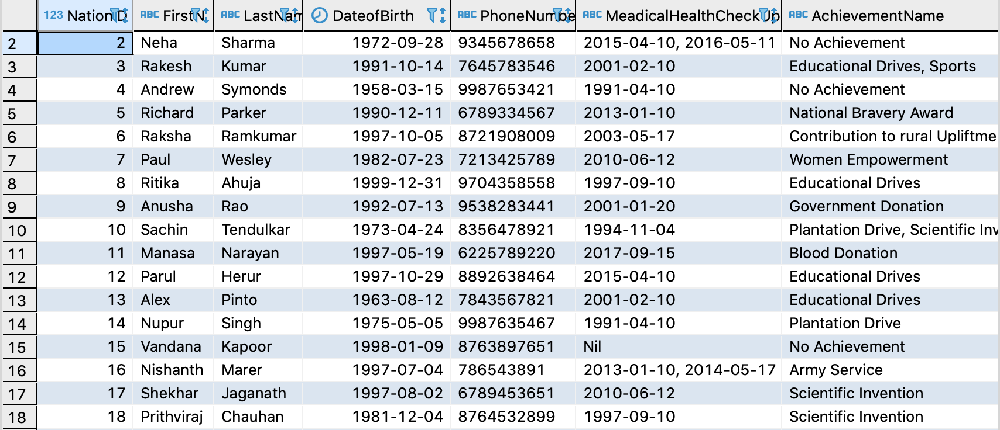 123 NationID ABC FirstN ABC LastNam DateofBirth ABC PhoneNumbe ABC MeadicalHealthCheckUp ABC AchievementName
2 2 Neha Sharma 1972-09-28 9345678658 2015-04-10, 2016-05-11 No Achievement
3 3 Rakesh Kumar 1991-10-14 7645783546 2001-02-10 Educational Drives, Sports
4 4 Andrew Symonds 1958-03-15 9987653421 1991-04-10 No Achievement
5 5 Richard Parker 1990-12-11 6789334567 2013-01-10 National Bravery Award
6 6 Raksha Ramkumar 1997-10-05 8721908009 2003-05-17 Contribution to rural Upliftme
7 7 Paul Wesley 1982-07-23 7213425789 2010-06-12 Women Empowerment
8 8 Ritika Ahuja 1999-12-31 9704358558 1997-09-10 Educational Drives
9 9 Anusha Rao 1992-07-13 9538283441 2001-01-20 Government Donation
10 10 Sachin Tendulkar 1973-04-24 8356478921 1994-11-04 Plantation Drive, Scientific Inv
11 11 Manasa Narayan 1997-05-19 6225789220 2017-09-15 Blood Donation
12 12 Parul Herur 1997-10-29 8892638464 2015-04-10 Educational Drives
13 13 Alex Pinto 1963-08-12 7843567821 2001-02-10 Educational Drives
14 14 Nupur Singh 1975-05-05 9987635467 1991-04-10 Plantation Drive
15 15 Vandana Kapoor 1998-01-09 8763897651 Nil No Achievement
16 16 Nishanth Marer 1997-07-04 786543891 2013-01-10, 2014-05-17 Army Service
17 17 Shekhar Jaganath 1997-08-02 6789453651 2010-06-12 Scientific Invention
18 18 Prithviraj Chauhan 1981-12-04 8764532899 1997-09-10 Scientific Invention